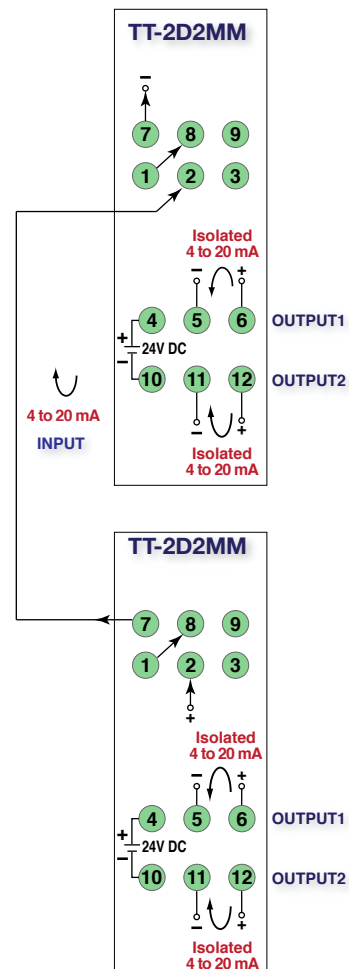 TT-2D2MM
−
7 8 9
1 2 3
Isolated
4 to 20 mA
− +
4 5 6 OUTPUT1
+
24V DC
−
10 11 12 OUTPUT2
4 to 20 mA
INPUT
− +
Isolated
4 to 20 mA
TT-2D2MM
7 8 9
1 2 3
+
Isolated
4 to 20 mA
− +
4 5 6 OUTPUT1
+
24V DC
−
10 11 12 OUTPUT2
− +
Isolated
4 to 20 mA